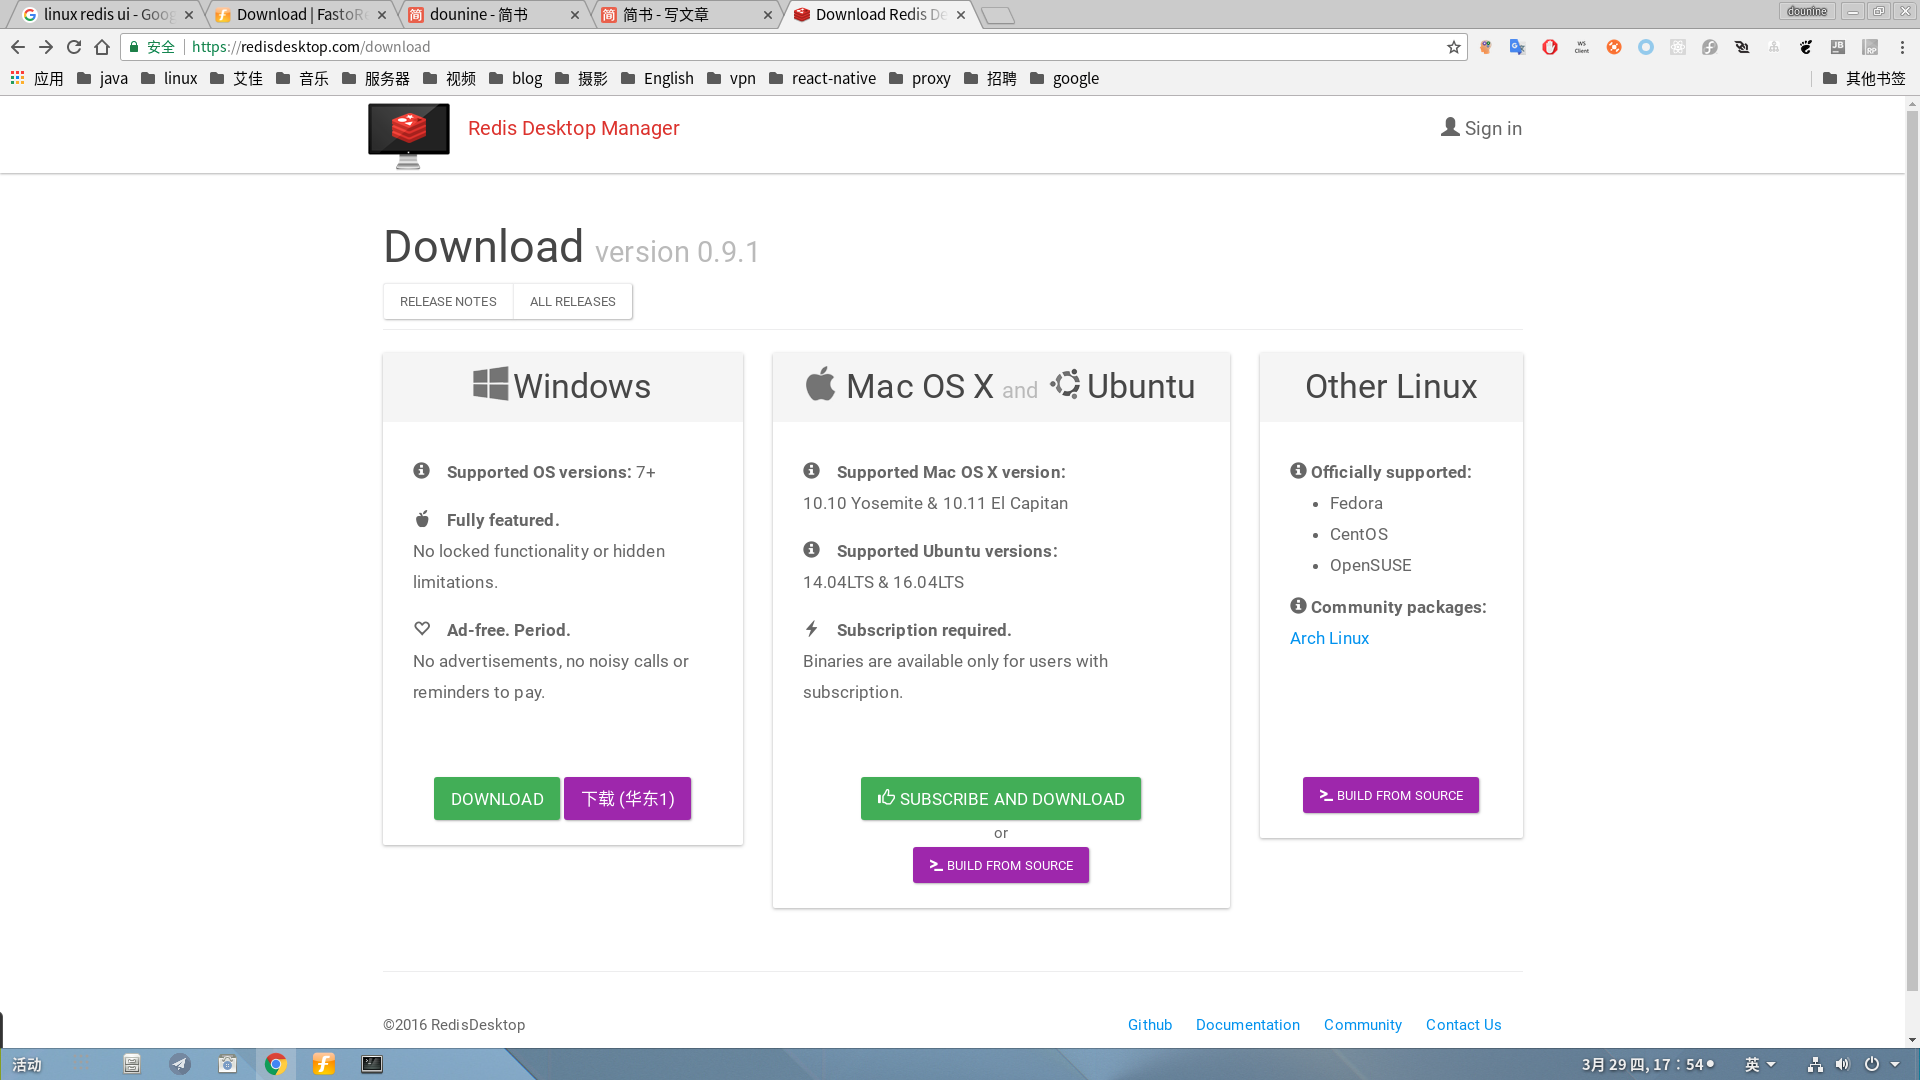 linux redis ui - Goog
Download | FastoRe
dounine - 简书
简书 - 写文章
Download Redis De
dounine
安全 https://redisdesktop.com/download
应用 java linux 艾佳 音乐 服务器 视频 blog 摄影 English vpn react-native proxy 招聘 google 其他书签
Redis Desktop Manager
Sign in
Download version 0.9.1
RELEASE NOTES ALL RELEASES
Windows
Supported OS versions: 7+
Fully featured.
No locked functionality or hidden
limitations.
Ad-free. Period.
No advertisements, no noisy calls or
reminders to pay.
DOWNLOAD 下载 (华东1)
Mac OS X and Ubuntu
Supported Mac OS X version:
10.10 Yosemite & 10.11 El Capitan
Supported Ubuntu versions:
14.04LTS & 16.04LTS
Subscription required.
Binaries are available only for users with
subscription.
SUBSCRIBE AND DOWNLOAD
or
BUILD FROM SOURCE
Other Linux
Officially supported:
Fedora
CentOS
OpenSUSE
Community packages:
Arch Linux
BUILD FROM SOURCE
©2016 RedisDesktop
Github Documentation Community Contact Us
活动
3月 29 四, 17：54
英